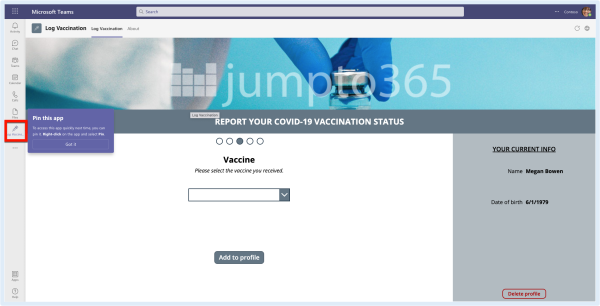 Microsoft Teams
Search
Contoso
Activity
Log Vaccination
Log Vaccination
About
Chat
Teams
Calendar
Calls
Files
jumpto365
Pin this app
To access this app quickly next time, you can
pin it. Right-click on the app and select Pin.
Got it
Log Vaccination
REPORT YOUR COVID-19 VACCINATION STATUS
Vaccine
Please select the vaccine you received.
Add to profile
YOUR CURRENT INFO
Name Megan Bowen
Date of birth 6/1/1979
Delete profile
Apps
Help